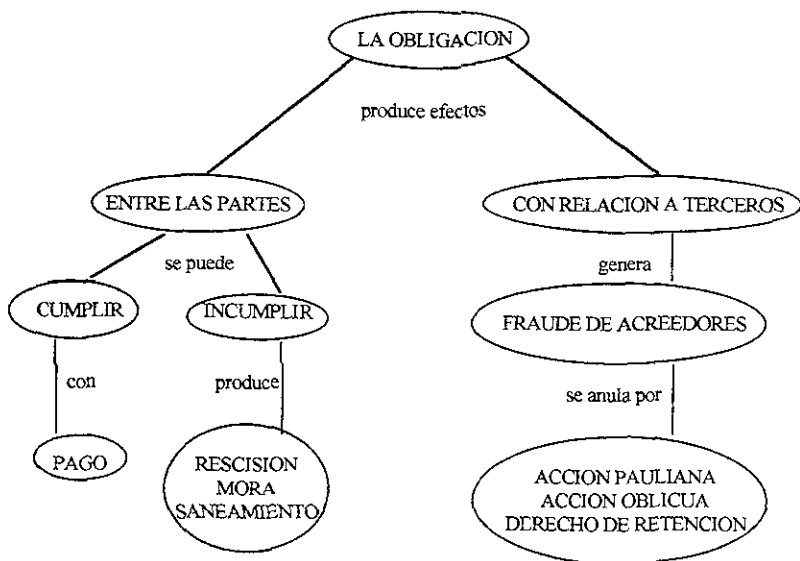 LA OBLIGACION
produce efectos
ENTRE LAS PARTES
CON RELACION A TERCEROS
se puede
genera
CUMPLIR
INCUMPLIR
FRAUDE DE ACREEDORES
con
produce
se anula por
PAGO
RESCISION
MORA
SANEAMIENTO
ACCION PAULIANA
ACCION OBLICUA
DERECHO DE RETENCION